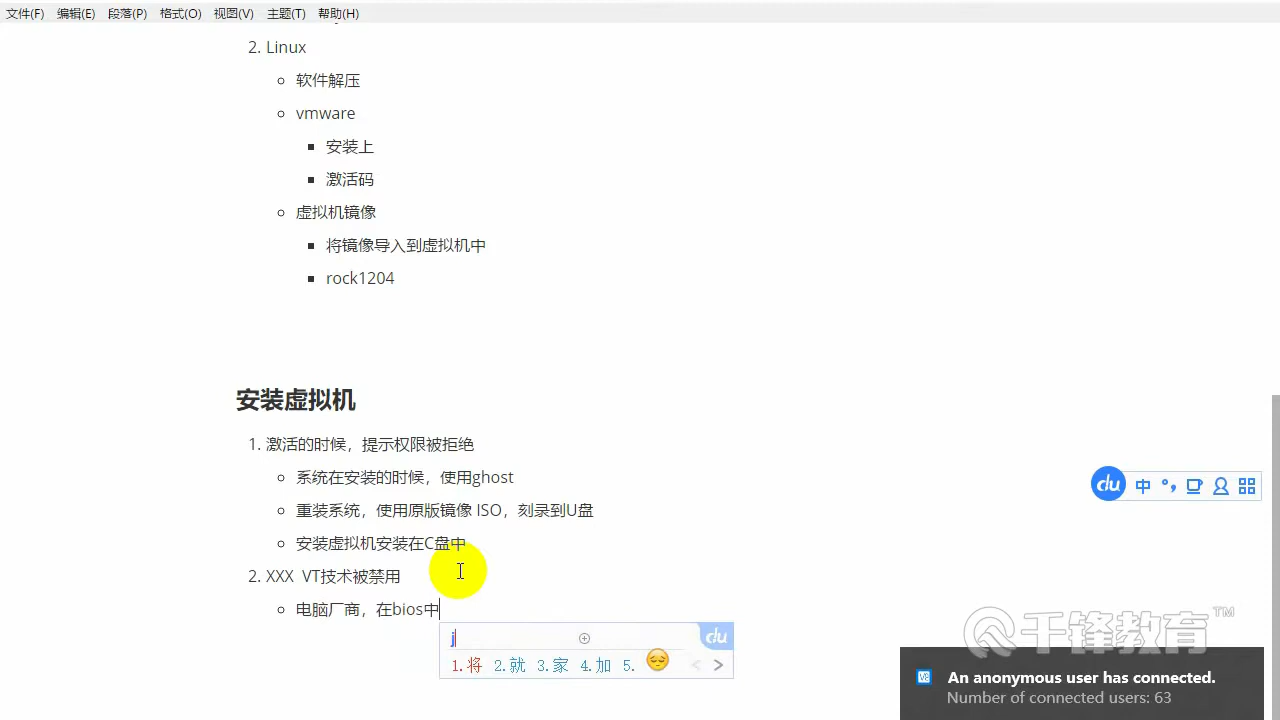 文件(F) 编辑(E) 段落(P) 格式(O) 视图(V) 主题(T) 帮助(H)
2. Linux
软件解压
vmware
安装上
激活码
虚拟机镜像
将镜像导入到虚拟机中
rock1204
安装虚拟机
1. 激活的时候，提示权限被拒绝
系统在安装的时候，使用ghost
重装系统，使用原版镜像 ISO，刻录到U盘
安装虚拟机安装在C盘中
2. XXX VT技术被禁用
电脑厂商，在bios中
j
du
1.将 2.就 3.家 4.加 5.
du 中
千锋教育™
An anonymous user has connected.
Number of connected users: 63